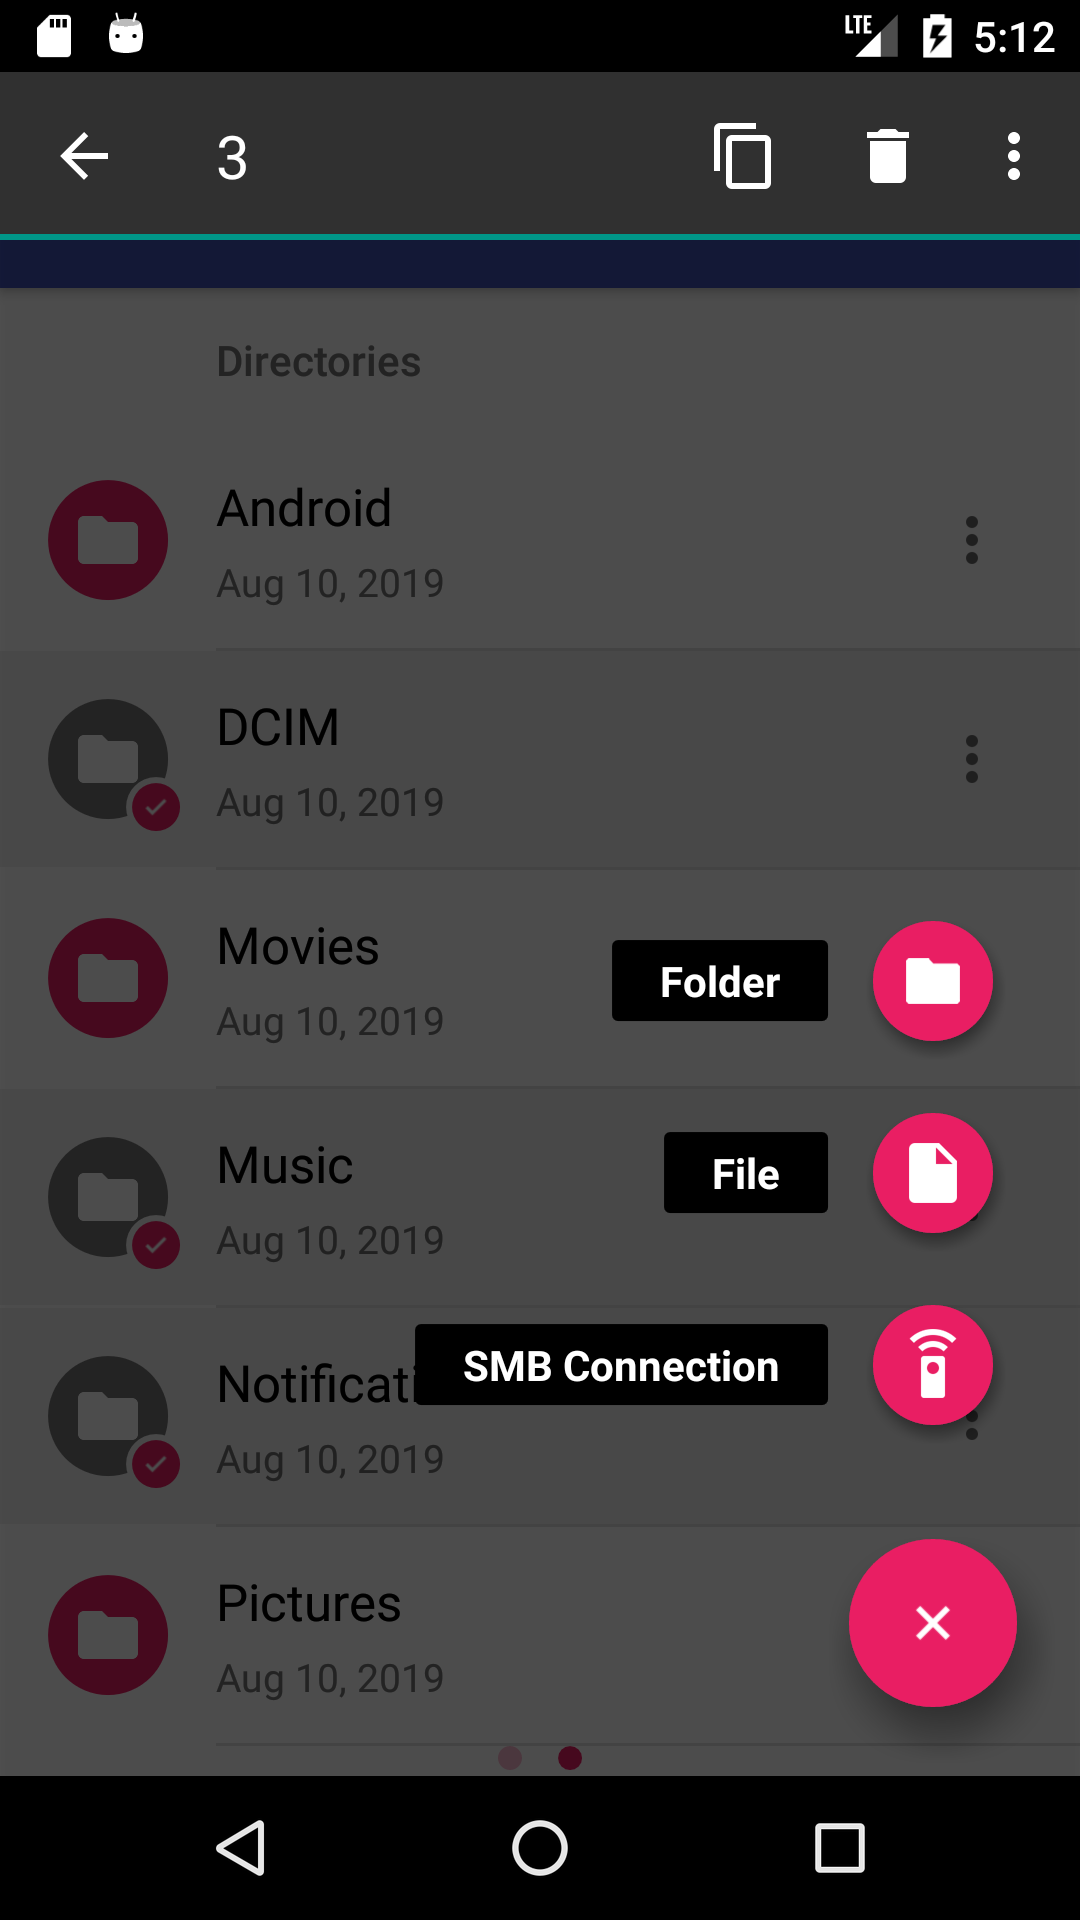 LTE 5:12
3
Directories
Android
Aug 10, 2019
DCIM
Aug 10, 2019
Movies
Aug 10, 2019
Folder
Music
Aug 10, 2019
File
Notificati
Aug 10, 2019
SMB Connection
Pictures
Aug 10, 2019